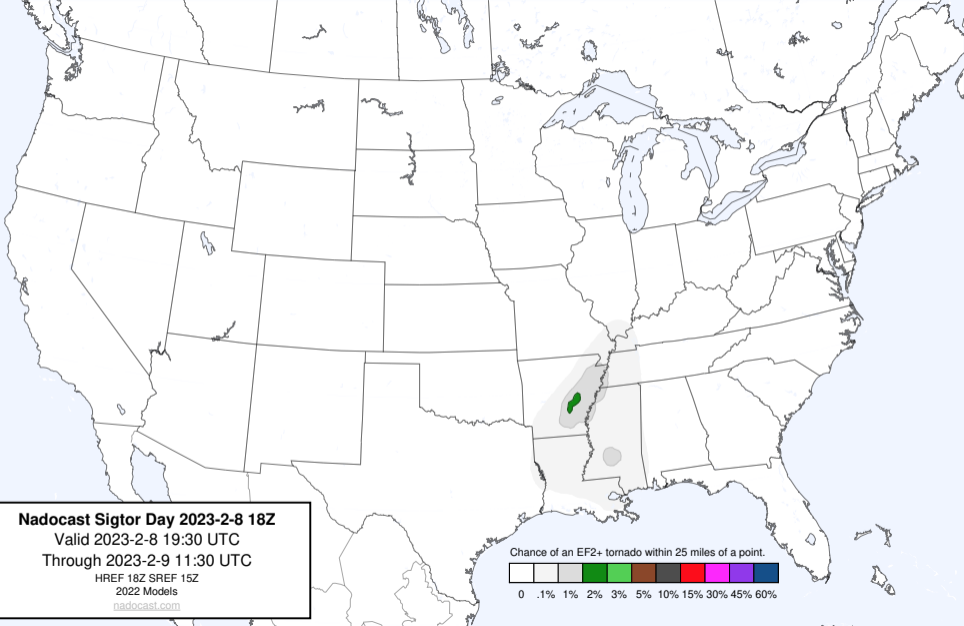 Nadocast Sigtor Day 2023-2-8 18Z
Valid 2023-2-8 19:30 UTC
Through 2023-2-9 11:30 UTC
HREF 18Z SREF 15Z
2022 Models
nadocast.com
Chance of an EF2+ tornado within 25 miles of a point.
0 .1% 1% 2% 3% 5% 10% 15% 30% 45% 60%